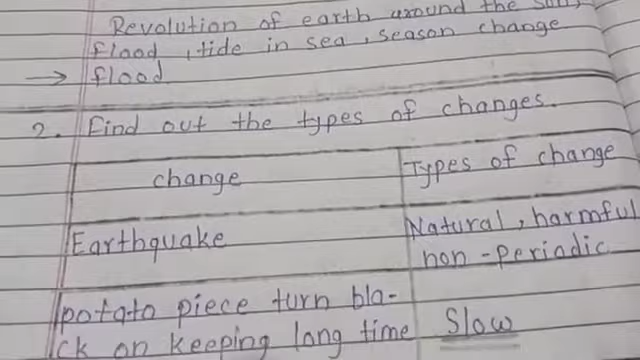 Revolution of earth around the sun,
flood, tide in sea, season change
→ flood
2. Find out the types of changes.
change Types of change
Earthquake Natural, harmful
non-periodic
potato piece turn bla-
ck on keeping long time Slow